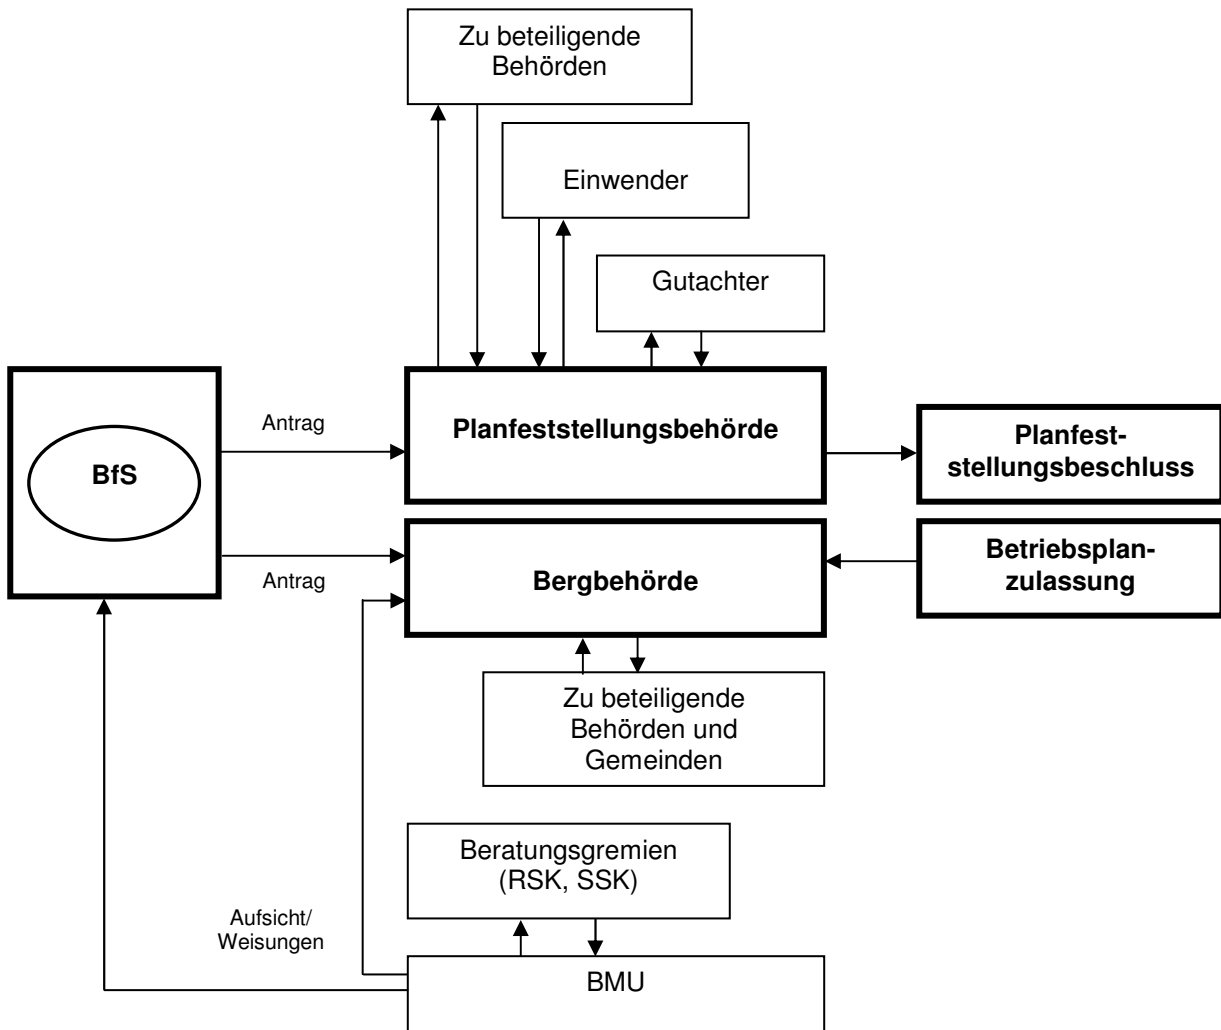 Zu beteiligende
Behörden
Einwender
Gutachter
Antrag
Planfeststellungsbehörde
Planfest-
stellungsbeschluss
BfS
Antrag
Bergbehörde
Betriebsplan-
zulassung
Zu beteiligende
Behörden und
Gemeinden
Beratungsgremien
(RSK, SSK)
Aufsicht/
Weisungen
BMU